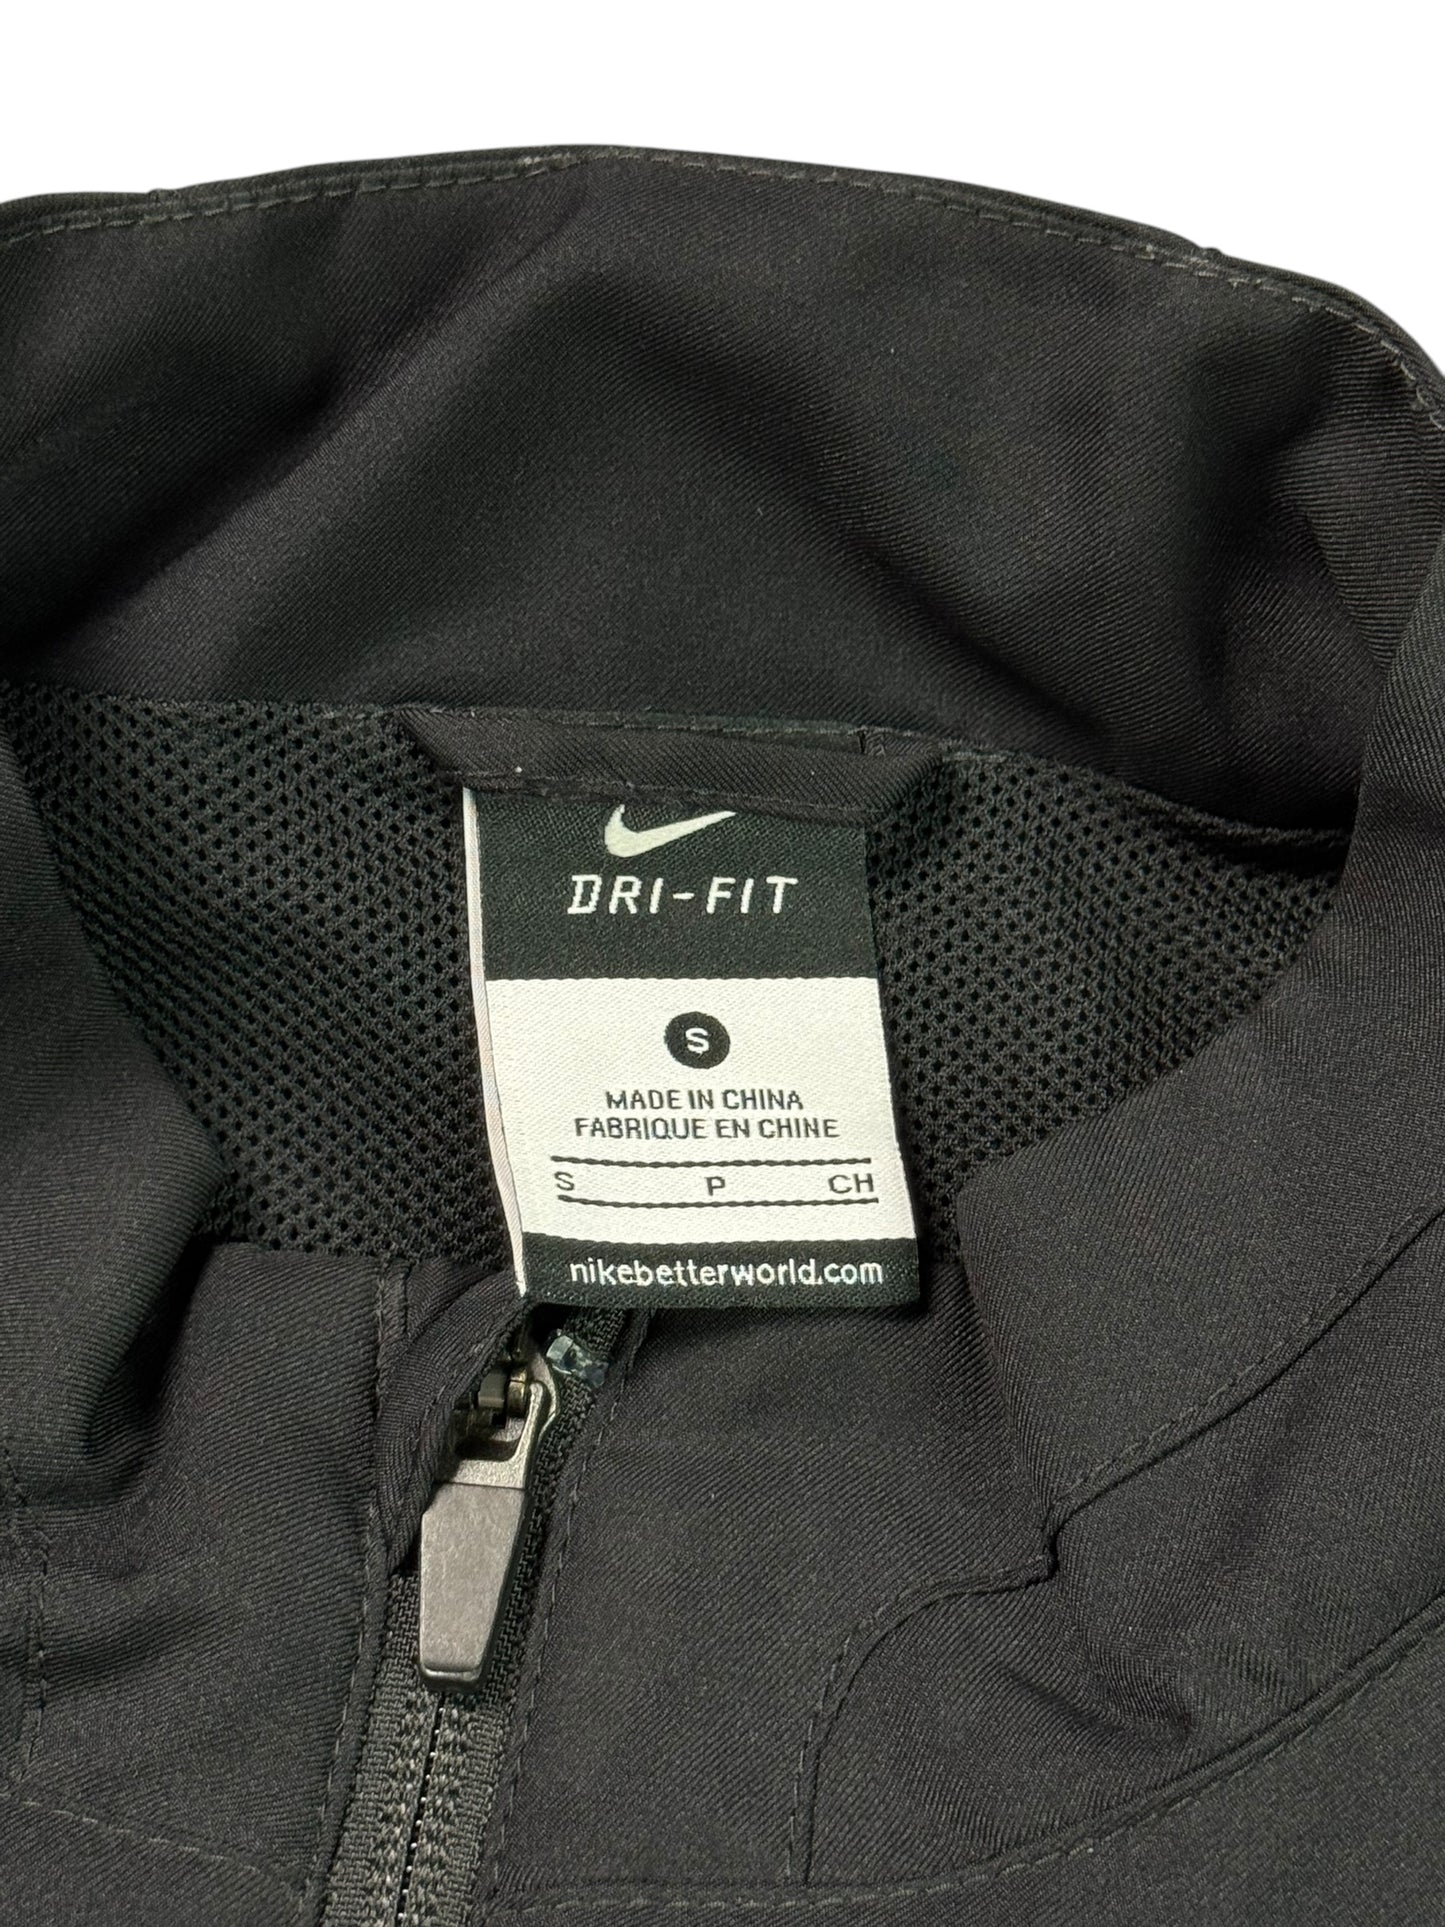 DRI-FIT
S
MADE IN CHINA
FABRIQUE EN CHINE
S P CH
nikebetterworld.com